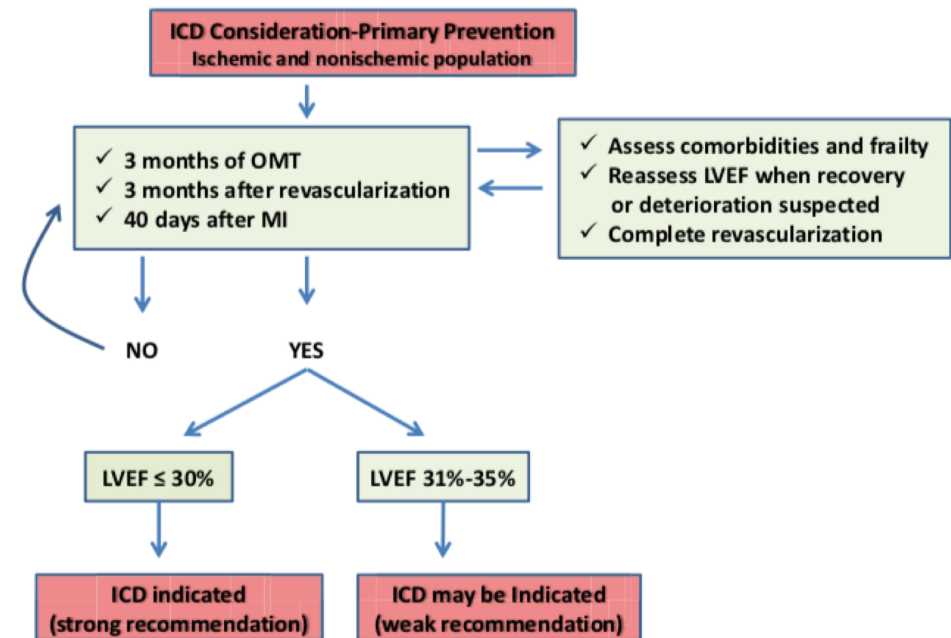 ICD Consideration-Primary Prevention
Ischemic and nonischemic population
✓ 3 months of OMT
✓ 3 months after revascularization
✓ 40 days after MI
✓ Assess comorbidities and frailty
✓ Reassess LVEF when recovery
or deterioration suspected
✓ Complete revascularization
NO
YES
LVEF ≤ 30%
LVEF 31%-35%
ICD indicated
(strong recommendation)
ICD may be Indicated
(weak recommendation)